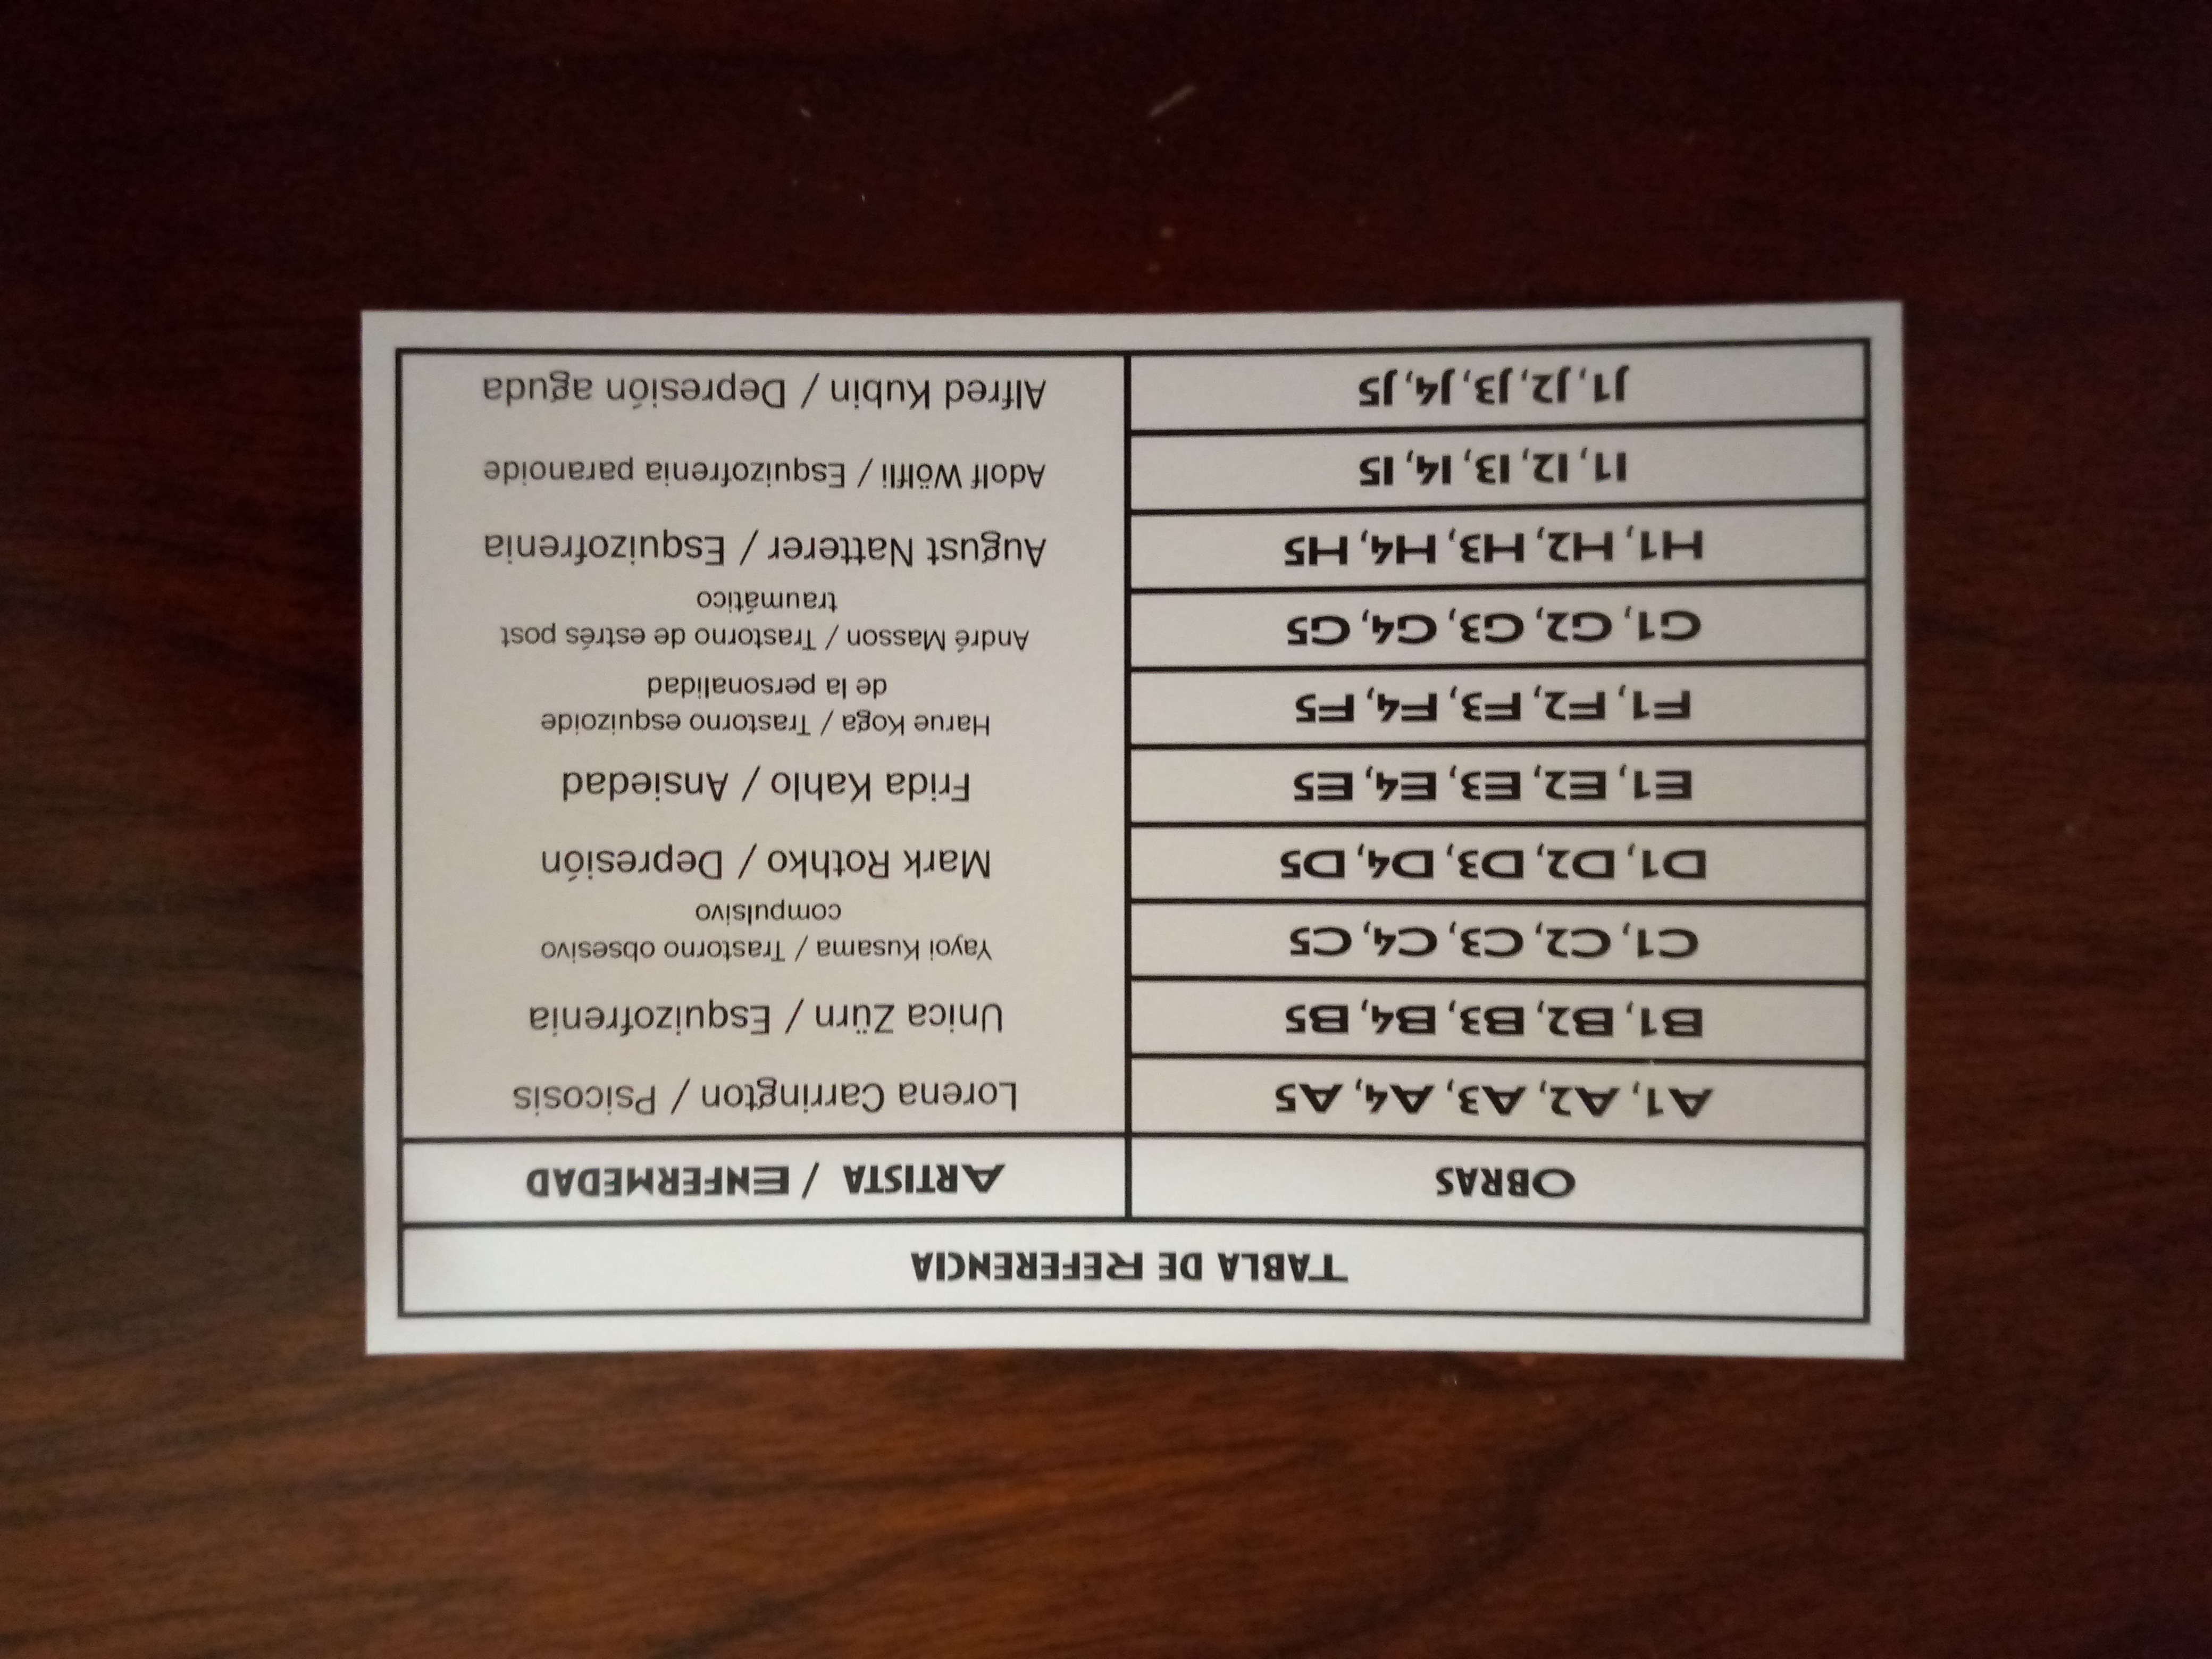 TABLA DE REFERENCIA
OBRAS ARTISTA / ENFERMEDAD
A1, A2, A3, A4, A5 Lorena Carrington / Psicosis
B1, B2, B3, B4, B5 Unica Zürn / Esquizofrenia
C1, C2, C3, C4, C5 Yayoi Kusama / Trastorno obsesivo
compulsivo
D1, D2, D3, D4, D5 Mark Rothko / Depresión
E1, E2, E3, E4, E5 Frida Kahlo / Ansiedad
F1, F2, F3, F4, F5 Harue Koga / Trastorno esquizoide
de la personalidad
G1, G2, G3, G4, G5 André Masson / Trastorno de estrés post
traumático
H1, H2, H3, H4, H5 August Natterer / Esquizofrenia
I1, I2, I3, I4, I5 Adolf Wölfli / Esquizofrenia paranoide
J1, J2, J3, J4, J5 Alfred Kubin / Depresión aguda